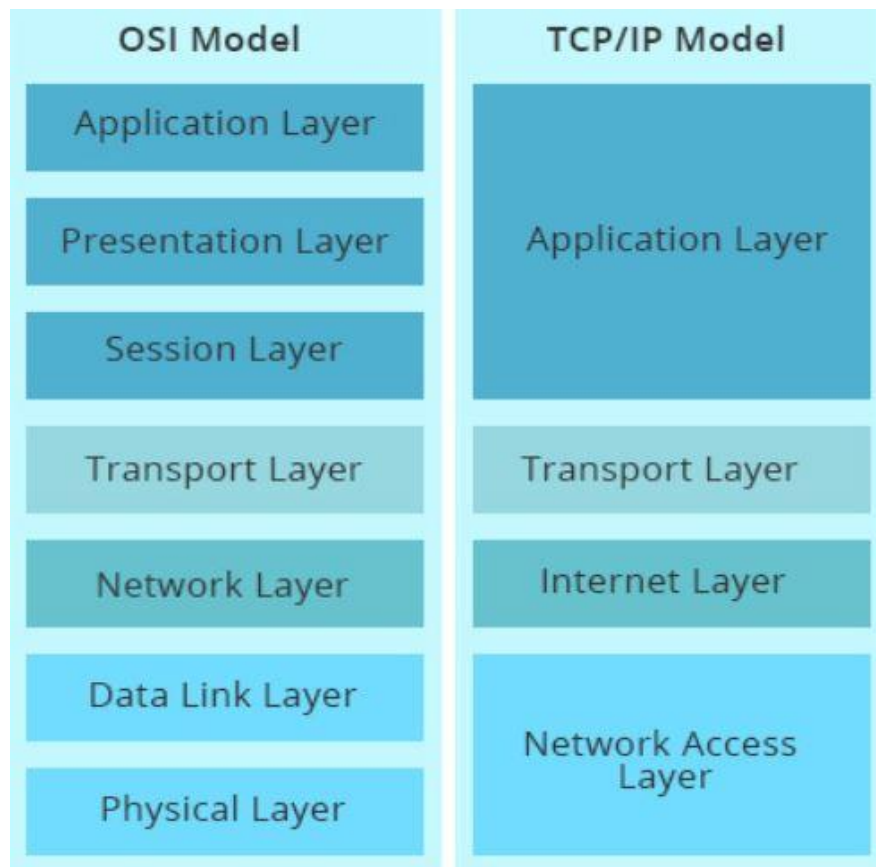 OSI Model
Application Layer
Presentation Layer
Session Layer
Transport Layer
Network Layer
Data Link Layer
Physical Layer
TCP/IP Model
Application Layer
Transport Layer
Internet Layer
Network Access
Layer